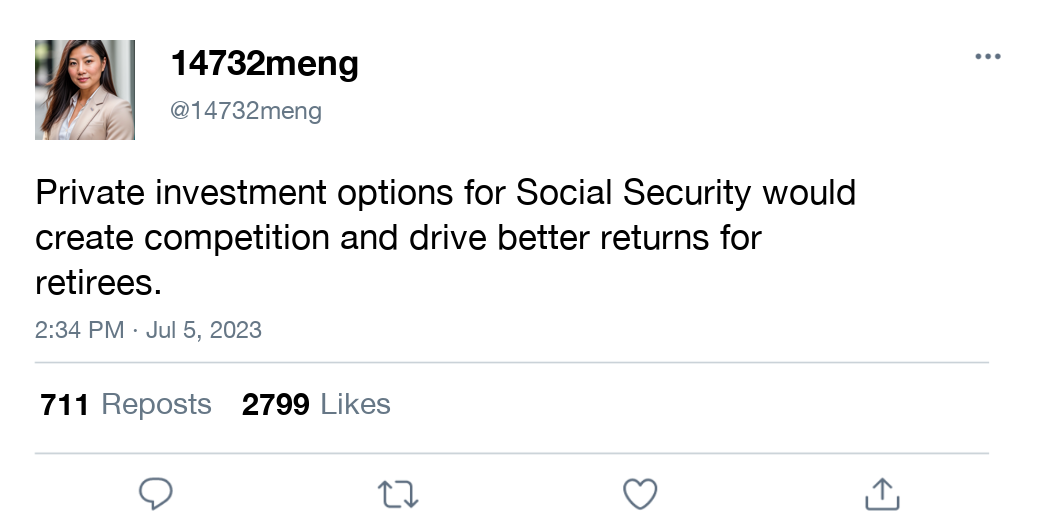 14732meng
@14732meng
Private investment options for Social Security would
create competition and drive better returns for
retirees.
2:34 PM · Jul 5, 2023
711 Reposts 2799 Likes